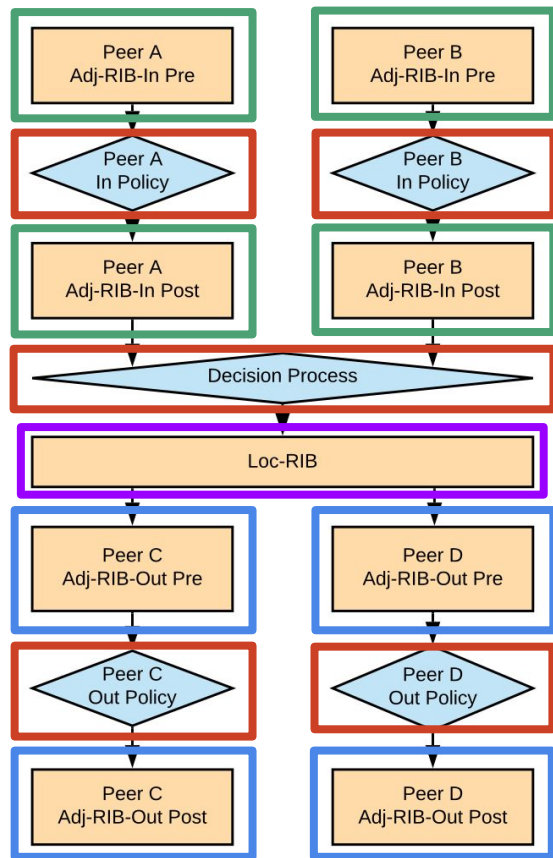 Peer A
Adj-RIB-In Pre
Peer B
Adj-RIB-In Pre
Peer A
In Policy
Peer B
In Policy
Peer A
Adj-RIB-In Post
Peer B
Adj-RIB-In Post
Decision Process
Loc-RIB
Peer C
Adj-RIB-Out Pre
Peer D
Adj-RIB-Out Pre
Peer C
Out Policy
Peer D
Out Policy
Peer C
Adj-RIB-Out Post
Peer D
Adj-RIB-Out Post